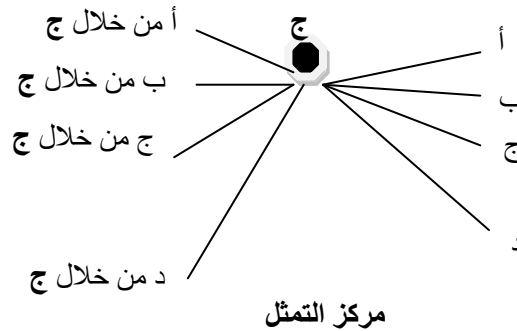 ج
أ من خلال ج
أ
ب من خلال ج
ب
ج من خلال ج
ج
د من خلال ج
د
مركز التمثل